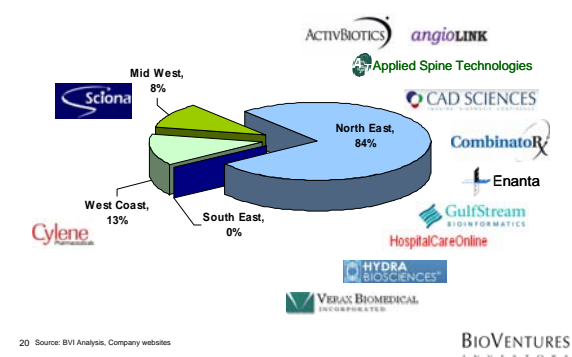 ACTIVBIOTICS
angioLINK
Applied Spine Technologies
Mid West,
8%
Sciona
CAD SCIENCES
North East,
84%
CombinatoRx
Enanta
GulfStream
BIOINFORMATICS
West Coast,
13%
South East,
0%
Cylene
Pharmaceuticals
HospitalCareOnline
HYDRA
BIOSCIENCES
VERAX BIOMEDICAL
INCORPORATED
20 Source: BVI Analysis, Company websites
BIOVENTURES
INVESTORS